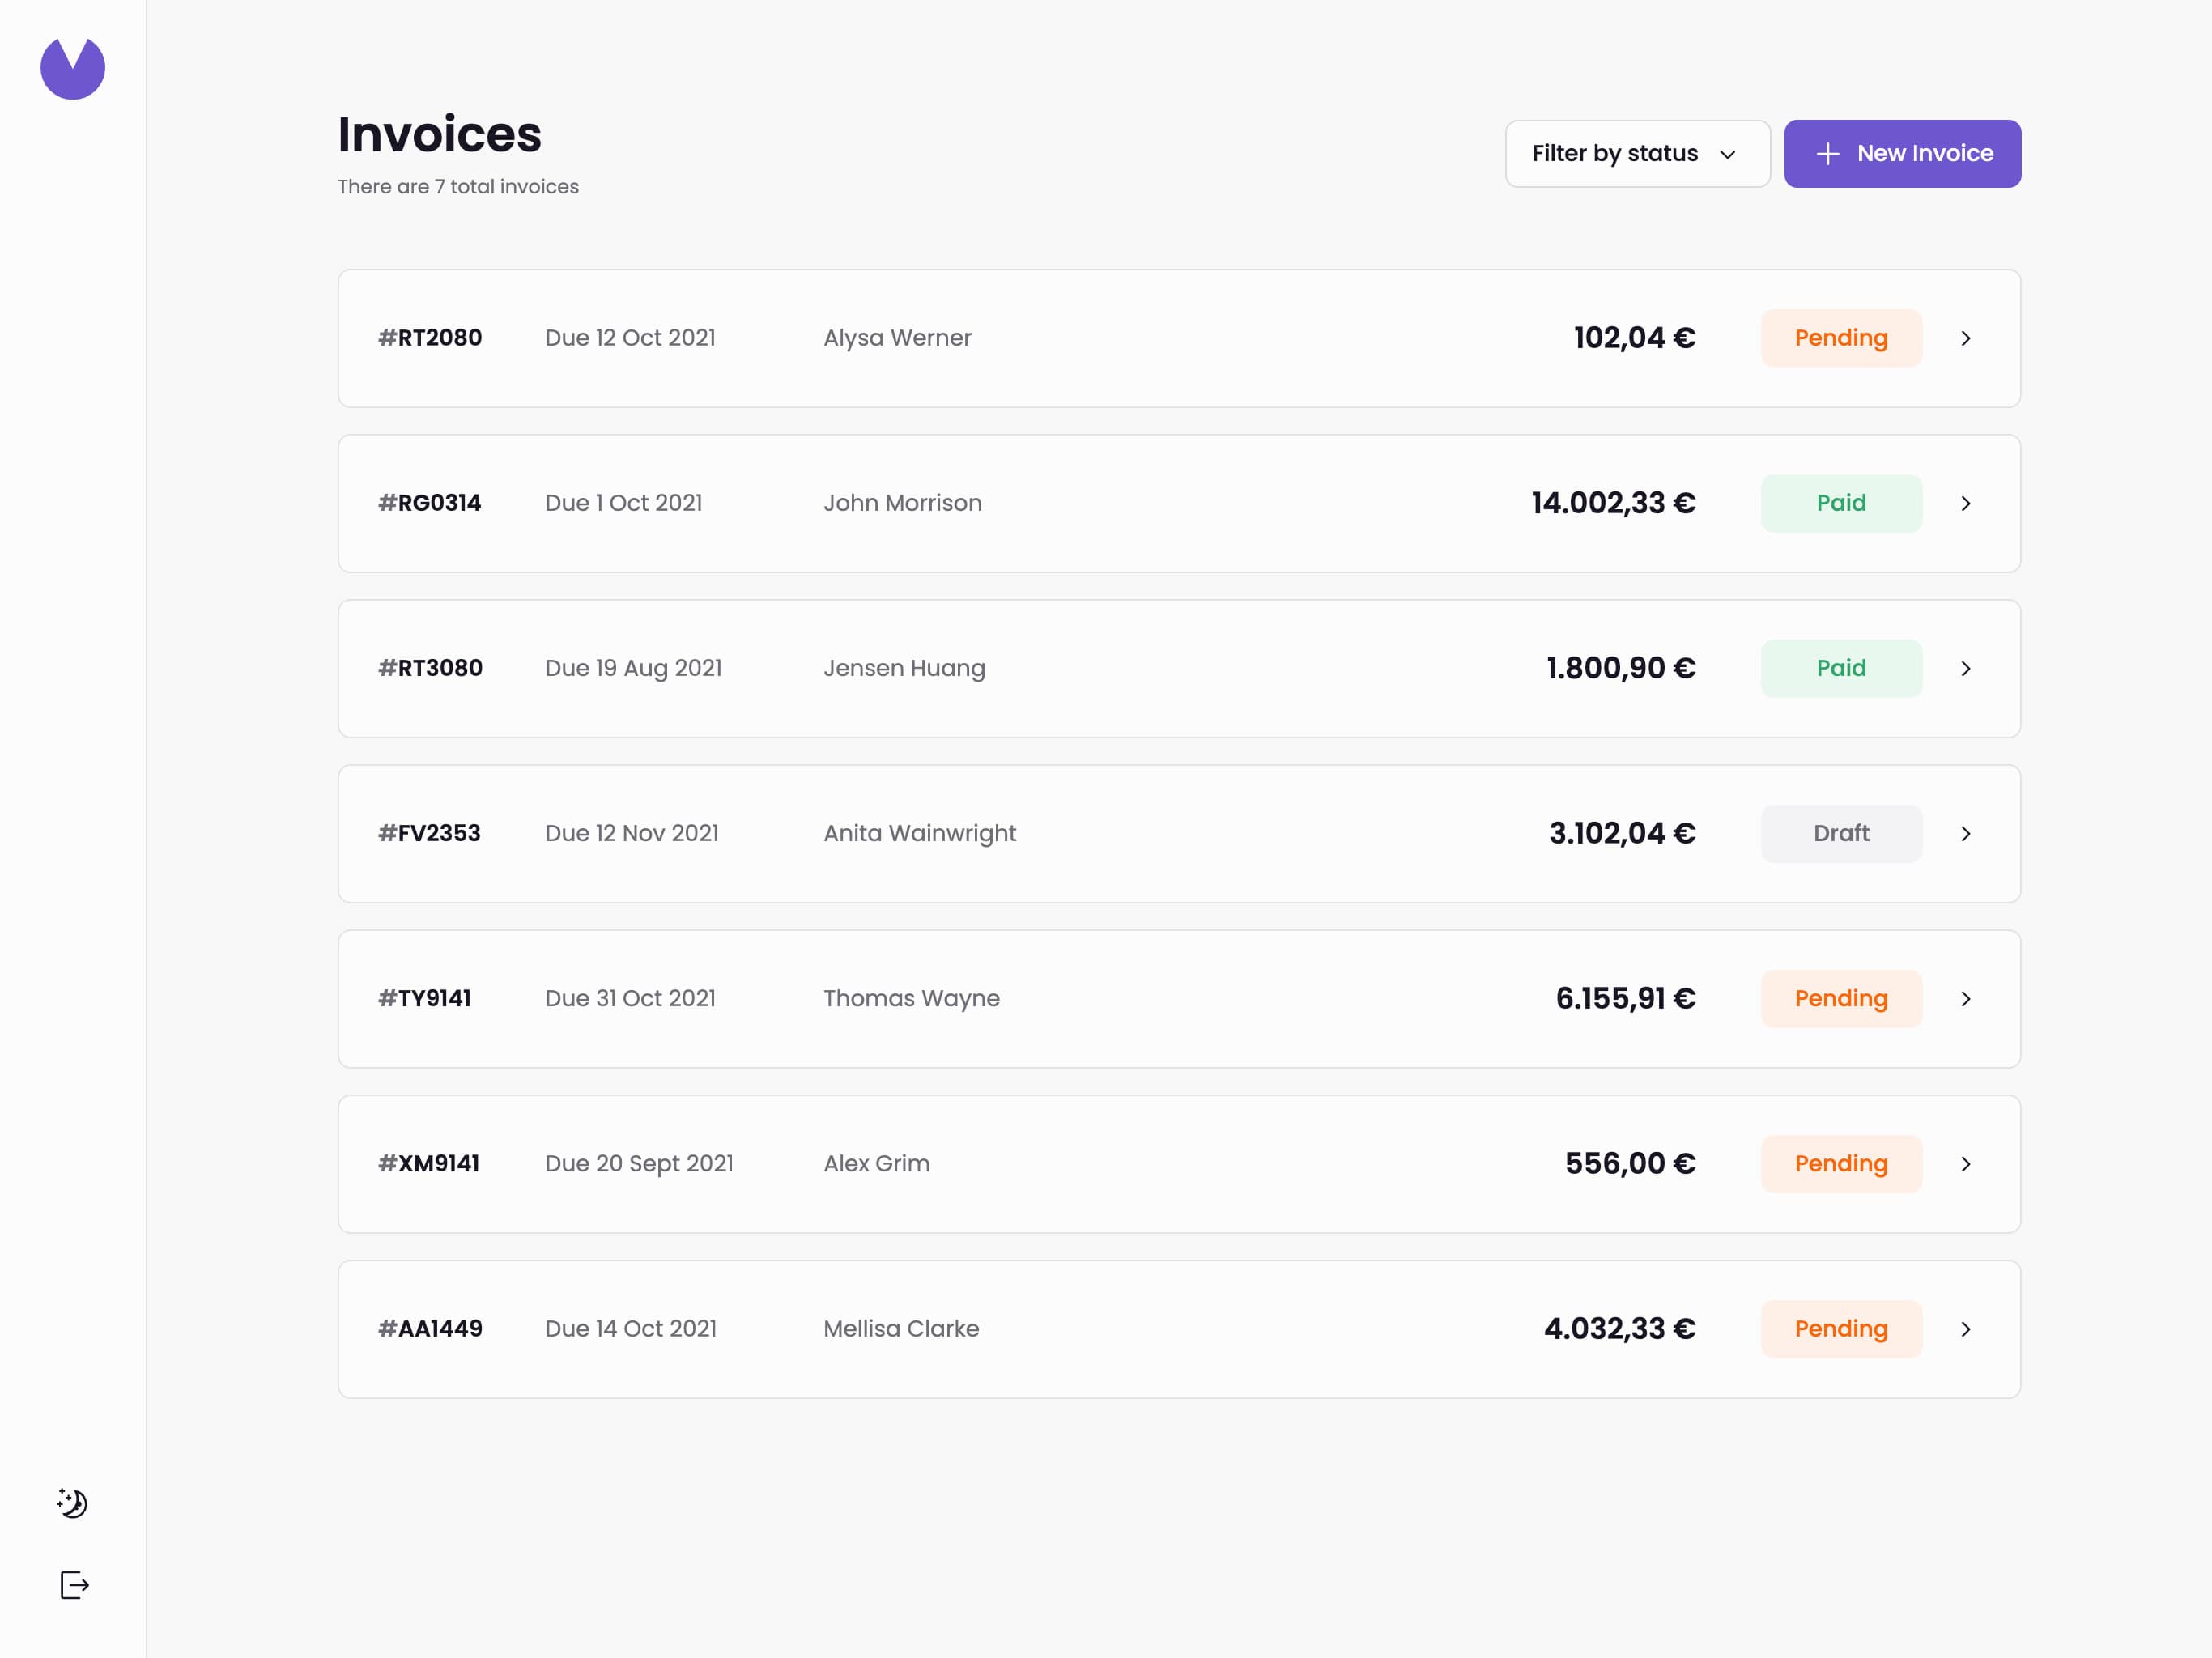 Invoices
There are 7 total invoices
Filter by status
New Invoice
#RT2080 Due 12 Oct 2021 Alysa Werner 102,04 € Pending
#RG0314 Due 1 Oct 2021 John Morrison 14.002,33 € Paid
#RT3080 Due 19 Aug 2021 Jensen Huang 1.800,90 € Paid
#FV2353 Due 12 Nov 2021 Anita Wainwright 3.102,04 € Draft
#TY9141 Due 31 Oct 2021 Thomas Wayne 6.155,91 € Pending
#XM9141 Due 20 Sept 2021 Alex Grim 556,00 € Pending
#AA1449 Due 14 Oct 2021 Mellisa Clarke 4.032,33 € Pending